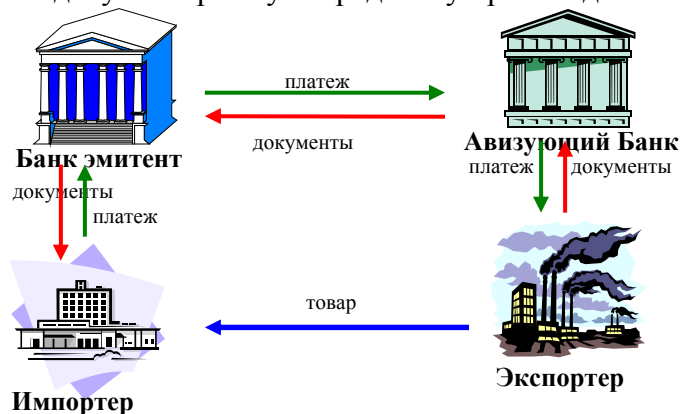 платеж
документы
Банк эмитент
Авизующий Банк
документы
платеж
платеж
документы
товар
Экспортер
Импортер